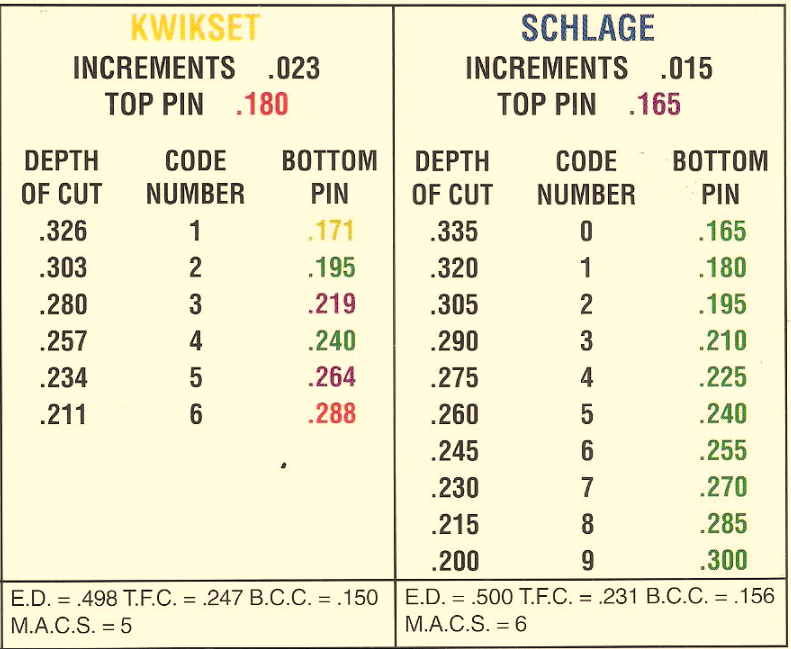 KWIKSET
INCREMENTS .023
TOP PIN .180
DEPTH OF CUT CODE NUMBER BOTTOM PIN
.326 1 .171
.303 2 .195
.280 3 .219
.257 4 .240
.234 5 .264
.211 6 .288
E.D. = .498 T.F.C. = .247 B.C.C. = .150
M.A.C.S. = 5
SCHLAGE
INCREMENTS .015
TOP PIN .165
DEPTH OF CUT CODE NUMBER BOTTOM PIN
.335 0 .165
.320 1 .180
.305 2 .195
.290 3 .210
.275 4 .225
.260 5 .240
.245 6 .255
.230 7 .270
.215 8 .285
.200 9 .300
E.D. = .500 T.F.C. = .231 B.C.C. = .156
M.A.C.S. = 6